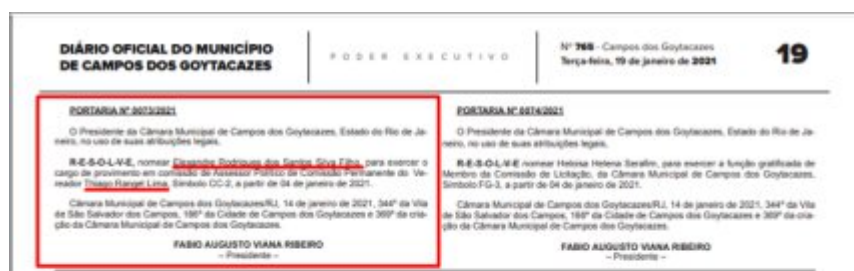 DIÁRIO OFICIAL DO MUNICÍPIO
DE CAMPOS DOS GOYTACAZES
PODER EXECUTIVO
Nº 765 - Campos dos Goytacazes
Terça-feira, 19 de janeiro de 2021
19
PORTARIA Nº 0073/2021
O Presidente da Câmara Municipal de Campos dos Goytacazes, Estado do Rio de Ja-
neiro, no uso de suas atribuições legais,
R-E-S-O-L-V-E, nomear Elexandre Rodrigues dos Santos Silva Filho, para exercer o
cargo de provimento em comissão de Assessor Político de Comissão Permanente do Ve-
reador Thiago Rangel Lima, Símbolo CC-2, a partir de 04 de janeiro de 2021.
Câmara Municipal de Campos dos Goytacazes/RJ, 14 de janeiro de 2021, 344º da Vila
de São Salvador dos Campos, 186º da Cidade de Campos dos Goytacazes e 369º da cria-
ção da Câmara Municipal de Campos dos Goytacazes.
FABIO AUGUSTO VIANA RIBEIRO
– Presidente –
PORTARIA Nº 0074/2021
O Presidente da Câmara Municipal de Campos dos Goytacazes, Estado do Rio de Ja-
neiro, no uso de suas atribuições legais,
R-E-S-O-L-V-E nomear Heloisa Helena Serafim, para exercer a função gratificada de
Membro da Comissão de Licitação, da Câmara Municipal de Campos dos Goytacazes,
Símbolo FG-3, a partir de 04 de janeiro de 2021.
Câmara Municipal de Campos dos Goytacazes/RJ, 14 de janeiro de 2021, 344º da Vila
de São Salvador dos Campos, 186º da Cidade de Campos dos Goytacazes e 369º da cria-
ção da Câmara Municipal de Campos dos Goytacazes.
FABIO AUGUSTO VIANA RIBEIRO
– Presidente –